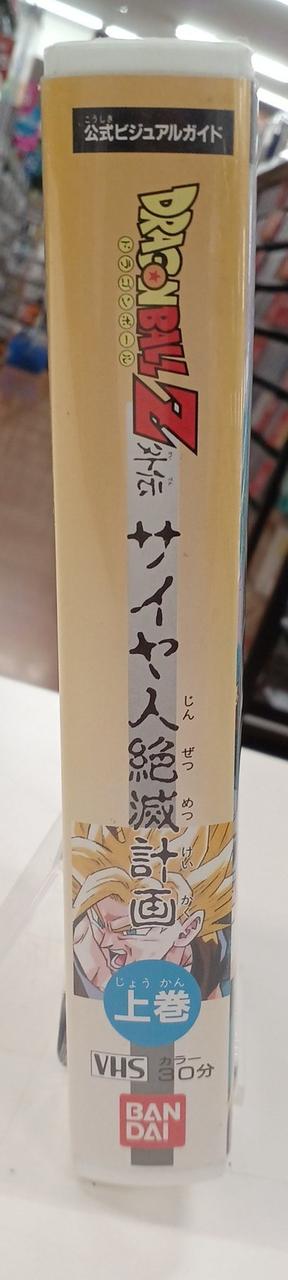 こうしき
公式ビジュアルガイド
DRAGONBALL Z
ドラゴンボール
がい でん
外伝
サイヤ人絶滅計画
じん ぜつ めつ けい かく
じょう かん
上巻
VHS
カラー
30分
BAN
DAI